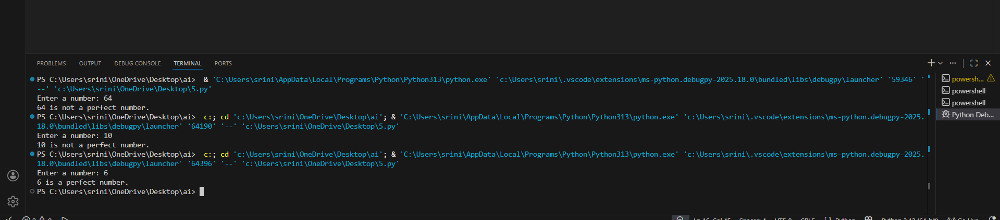 PROBLEMS OUTPUT DEBUG CONSOLE TERMINAL PORTS
PS C:\Users\srini\OneDrive\Desktop\ai>  & 'C:\Users\srini\AppData\Local\Programs\Python\Python313\python.exe' 'c:\Users\srini\.vscode\extensions\ms-python.debugpy-2025.18.0\bundled\libs\debugpy\launcher' '59346' '
--' 'c:\Users\srini\OneDrive\Desktop\5.py'
Enter a number: 64
64 is not a perfect number.
PS C:\Users\srini\OneDrive\Desktop\ai>  c:; cd 'c:\Users\srini\OneDrive\Desktop\ai'; & 'C:\Users\srini\AppData\Local\Programs\Python\Python313\python.exe' 'c:\Users\srini\.vscode\extensions\ms-python.debugpy-2025.
18.0\bundled\libs\debugpy\launcher' '64190' '--' 'c:\Users\srini\OneDrive\Desktop\5.py'
Enter a number: 10
10 is not a perfect number.
PS C:\Users\srini\OneDrive\Desktop\ai>  c:; cd 'c:\Users\srini\OneDrive\Desktop\ai'; & 'C:\Users\srini\AppData\Local\Programs\Python\Python313\python.exe' 'c:\Users\srini\.vscode\extensions\ms-python.debugpy-2025.
18.0\bundled\libs\debugpy\launcher' '64396' '--' 'c:\Users\srini\OneDrive\Desktop\5.py'
Enter a number: 6
6 is a perfect number.
PS C:\Users\srini\OneDrive\Desktop\ai>
powersh...
powershell
powershell
Python Deb...